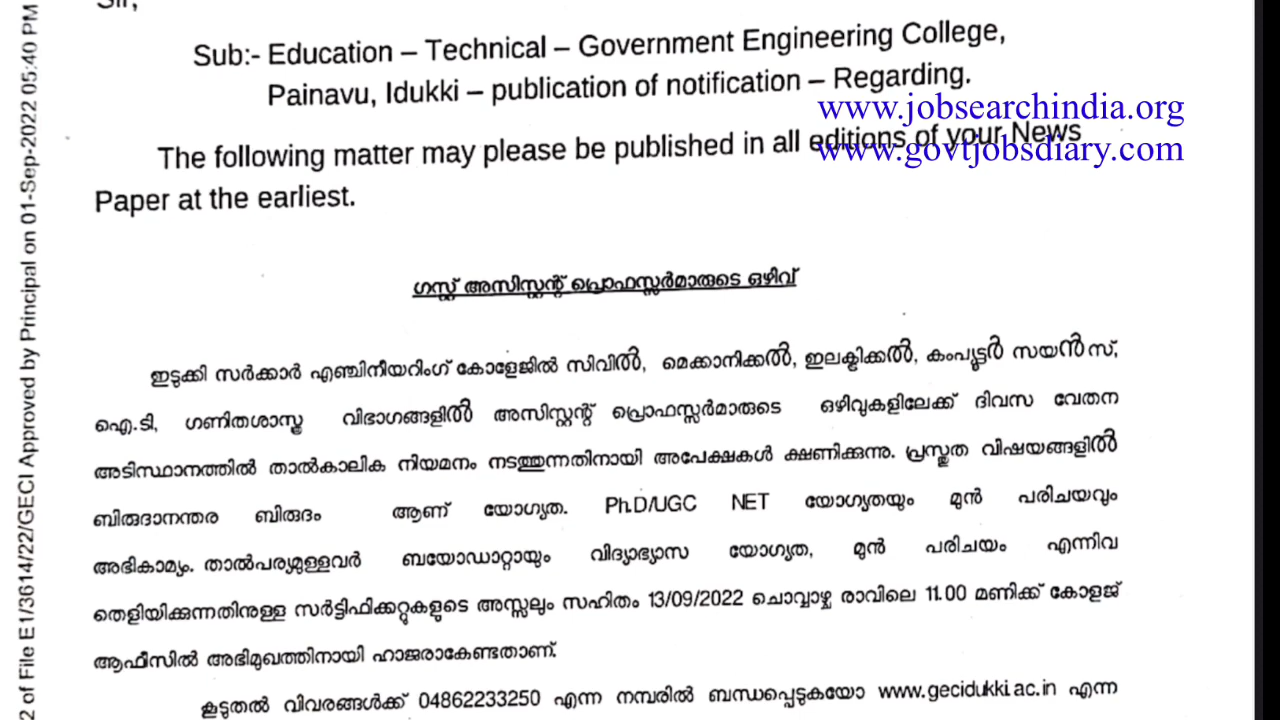 Sir,
Sub:- Education – Technical – Government Engineering College,
Painavu, Idukki – publication of notification – Regarding.
www.jobsearchindia.org
The following matter may please be published in all editions of your News
www.govtjobsdiary.com
Paper at the earliest.
ഗസ്റ്റ് അസിസ്റ്റന്റ് പ്രൊഫസ്സർമാരുടെ ഒഴിവ്
ഇടുക്കി സർക്കാർ എഞ്ചിനീയറിംഗ് കോളേജിൽ സിവിൽ, മെക്കാനിക്കൽ, ഇലക്ട്രിക്കൽ, കംപ്യൂട്ടർ സയൻസ്,
ഐ.ടി, ഗണിതശാസ്ത്ര വിഭാഗങ്ങളിൽ അസിസ്റ്റന്റ് പ്രൊഫസ്സർമാരുടെ ഒഴിവുകളിലേക്ക് ദിവസ വേതന
അടിസ്ഥാനത്തിൽ താൽകാലിക നിയമനം നടത്തുന്നതിനായി അപേക്ഷകൾ ക്ഷണിക്കുന്നു. പ്രസ്തുത വിഷയങ്ങളിൽ
ബിരുദാനന്തര ബിരുദം ആണ് യോഗ്യത. Ph.D/UGC NET യോഗ്യതയും മുൻ പരിചയവും
അഭികാമ്യം. താൽപര്യമുള്ളവർ ബയോഡാറ്റായും വിദ്യാഭ്യാസ യോഗ്യത, മുൻ പരിചയം എന്നിവ
തെളിയിക്കുന്നതിനുള്ള സർട്ടിഫിക്കറ്റുകളുടെ അസ്സലും സഹിതം 13/09/2022 ചൊവ്വാഴ്ച രാവിലെ 11.00 മണിക്ക് കോളജ്
ആഫീസിൽ അഭിമുഖത്തിനായി ഹാജരാകേണ്ടതാണ്.
കൂടുതൽ വിവരങ്ങൾക്ക് 04862233250 എന്ന നമ്പരിൽ ബന്ധപ്പെടുകയോ www.gecidukki.ac.in എന്ന
2 of File E1/3614/22/GECI Approved by Principal on 01-Sep-2022 05:40 PM